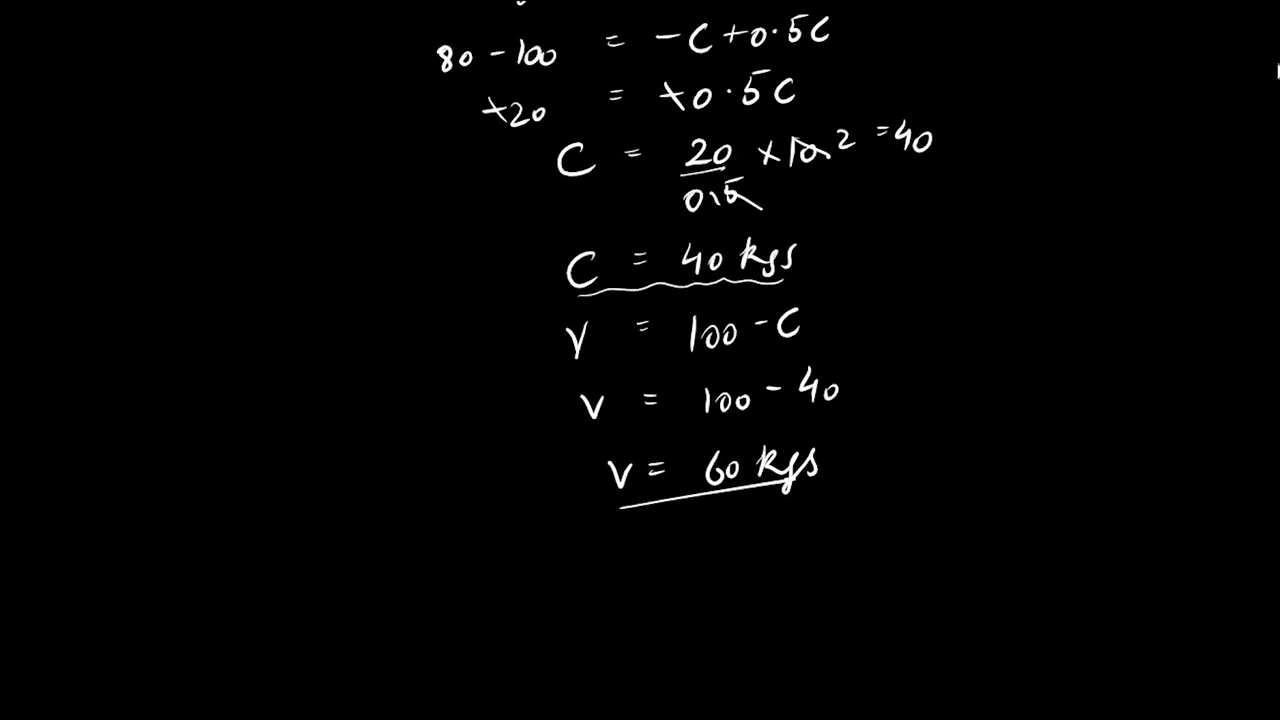 80 - 100 = -C + 0.5C
+20 = +0.5C
C = 20/0.5 × 10 2 = 40
C = 40 kgs
V = 100 - C
V = 100 - 40
V = 60 kgs